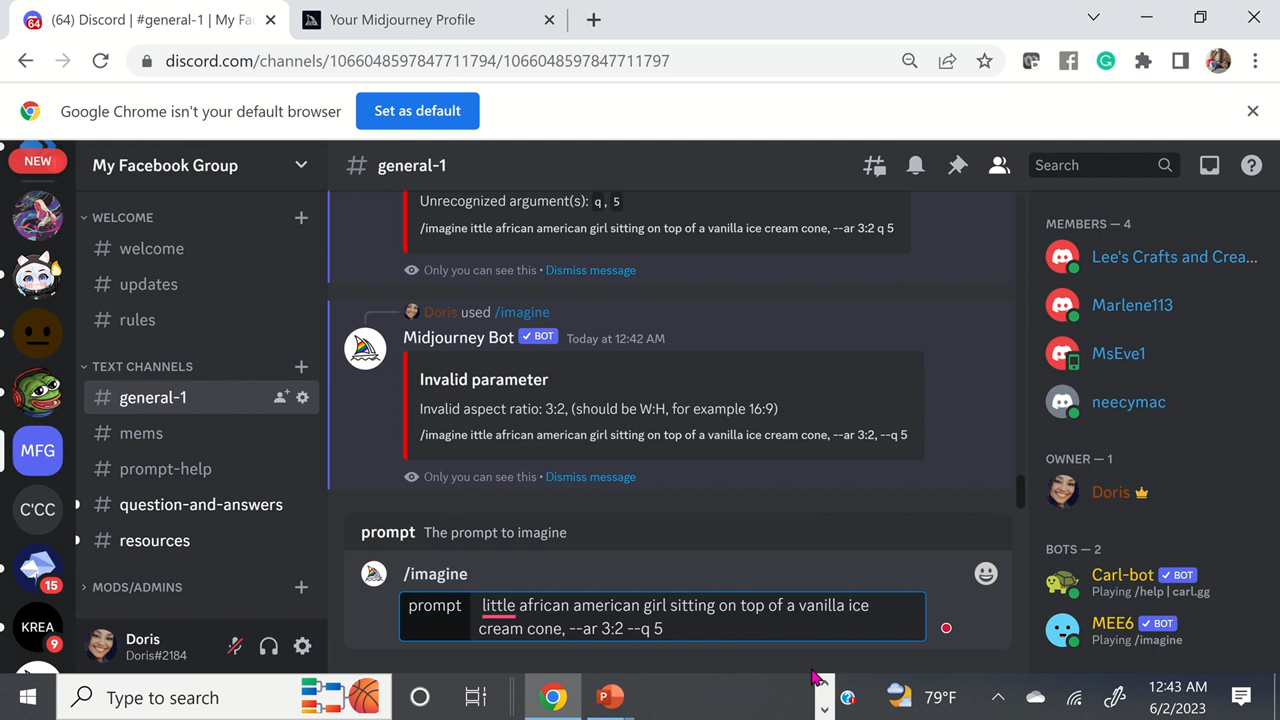 (64) Discord | #general-1 | My Fa
Your Midjourney Profile
discord.com/channels/1066048597847711794/1066048597847711797
Google Chrome isn't your default browser
Set as default
NEW
My Facebook Group
general-1
Search
WELCOME
welcome
updates
rules
TEXT CHANNELS
general-1
mems
prompt-help
question-and-answers
resources
MODS/ADMINS
MFG
C'CC
15
KREA
9
Doris
Doris#2184
Unrecognized argument(s): q, 5
/imagine ittle african american girl sitting on top of a vanilla ice cream cone, --ar 3:2 q 5
Only you can see this • Dismiss message
Doris used /imagine
Midjourney Bot ✓ BOT Today at 12:42 AM
Invalid parameter
Invalid aspect ratio: 3:2, (should be W:H, for example 16:9)
/imagine ittle african american girl sitting on top of a vanilla ice cream cone, --ar 3:2, --q 5
Only you can see this • Dismiss message
prompt The prompt to imagine
/imagine
prompt little african american girl sitting on top of a vanilla ice
cream cone, --ar 3:2 --q 5
MEMBERS — 4
Lee's Crafts and Crea...
Marlene113
MsEve1
neecymac
OWNER — 1
Doris
BOTS — 2
Carl-bot ✓ BOT
Playing /help | carl.gg
MEE6 ✓ BOT
Playing /imagine
Type to search
79°F
12:43 AM
6/2/2023